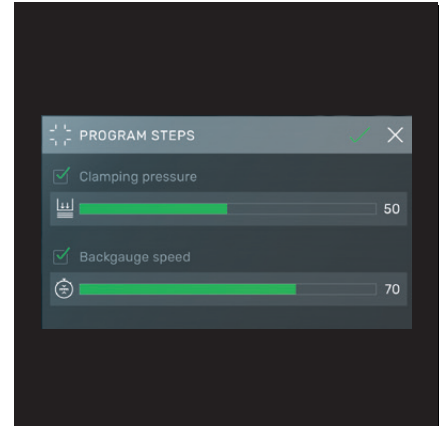 PROGRAM STEPS
Clamping pressure
50
Backgauge speed
70